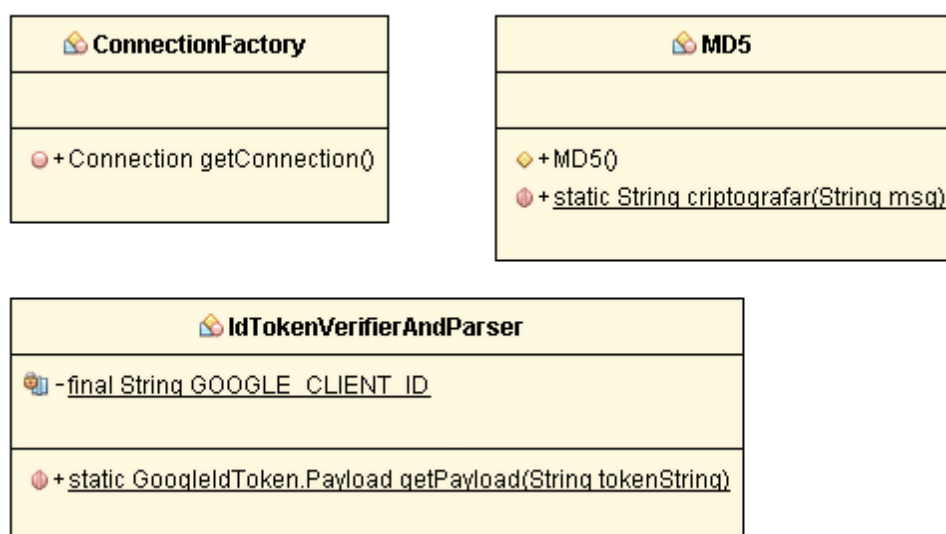 ConnectionFactory
+Connection getConnection()
MD5
+MD5()
+static String criptografar(String msg)
IdTokenVerifierAndParser
-final String GOOGLE_CLIENT_ID
+static GoogleIdToken.Payload getPayload(String tokenString)